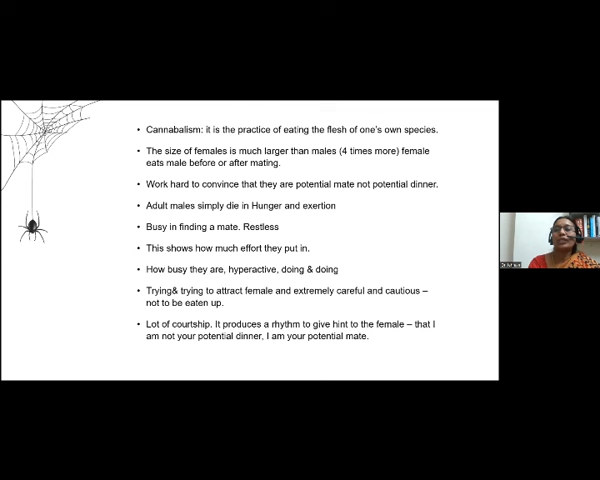 • Cannabalism: it is the practice of eating the flesh of one's own species.
• The size of females is much larger than males (4 times more) female
eats male before or after mating.
• Work hard to convince that they are potential mate not potential dinner.
• Adult males simply die in Hunger and exertion
• Busy in finding a mate. Restless
• This shows how much effort they put in.
• How busy they are, hyperactive, doing & doing
• Trying& trying to attract female and extremely careful and cautious –
not to be eaten up.
• Lot of courtship. It produces a rhythm to give hint to the female – that I
am not your potential dinner, I am your potential mate.